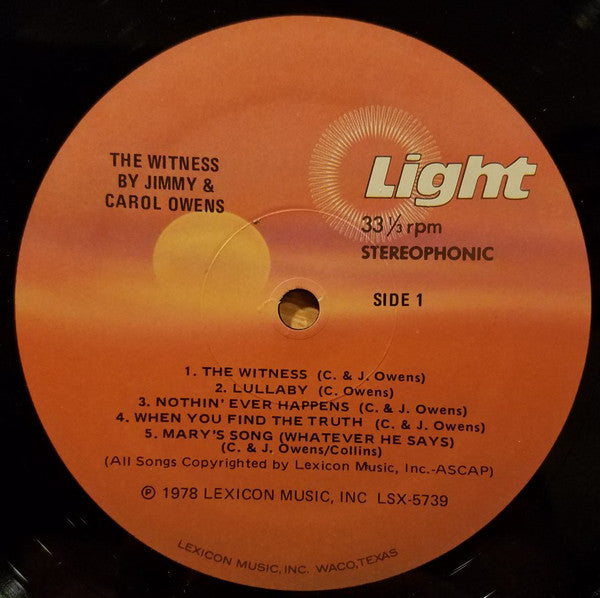 THE WITNESS
BY JIMMY &
CAROL OWENS
Light
33 1/3 rpm
STEREOPHONIC
SIDE 1
1. THE WITNESS (C. & J. Owens)
2. LULLABY (C. Owens)
3. NOTHIN' EVER HAPPENS (C. & J. Owens)
4. WHEN YOU FIND THE TRUTH (C. & J. Owens)
5. MARY'S SONG (WHATEVER HE SAYS)
(C. & J. Owens/Collins)
(All Songs Copyrighted by Lexicon Music, Inc.-ASCAP)
℗ 1978 LEXICON MUSIC, INC LSX-5739
LEXICON MUSIC, INC. WACO, TEXAS